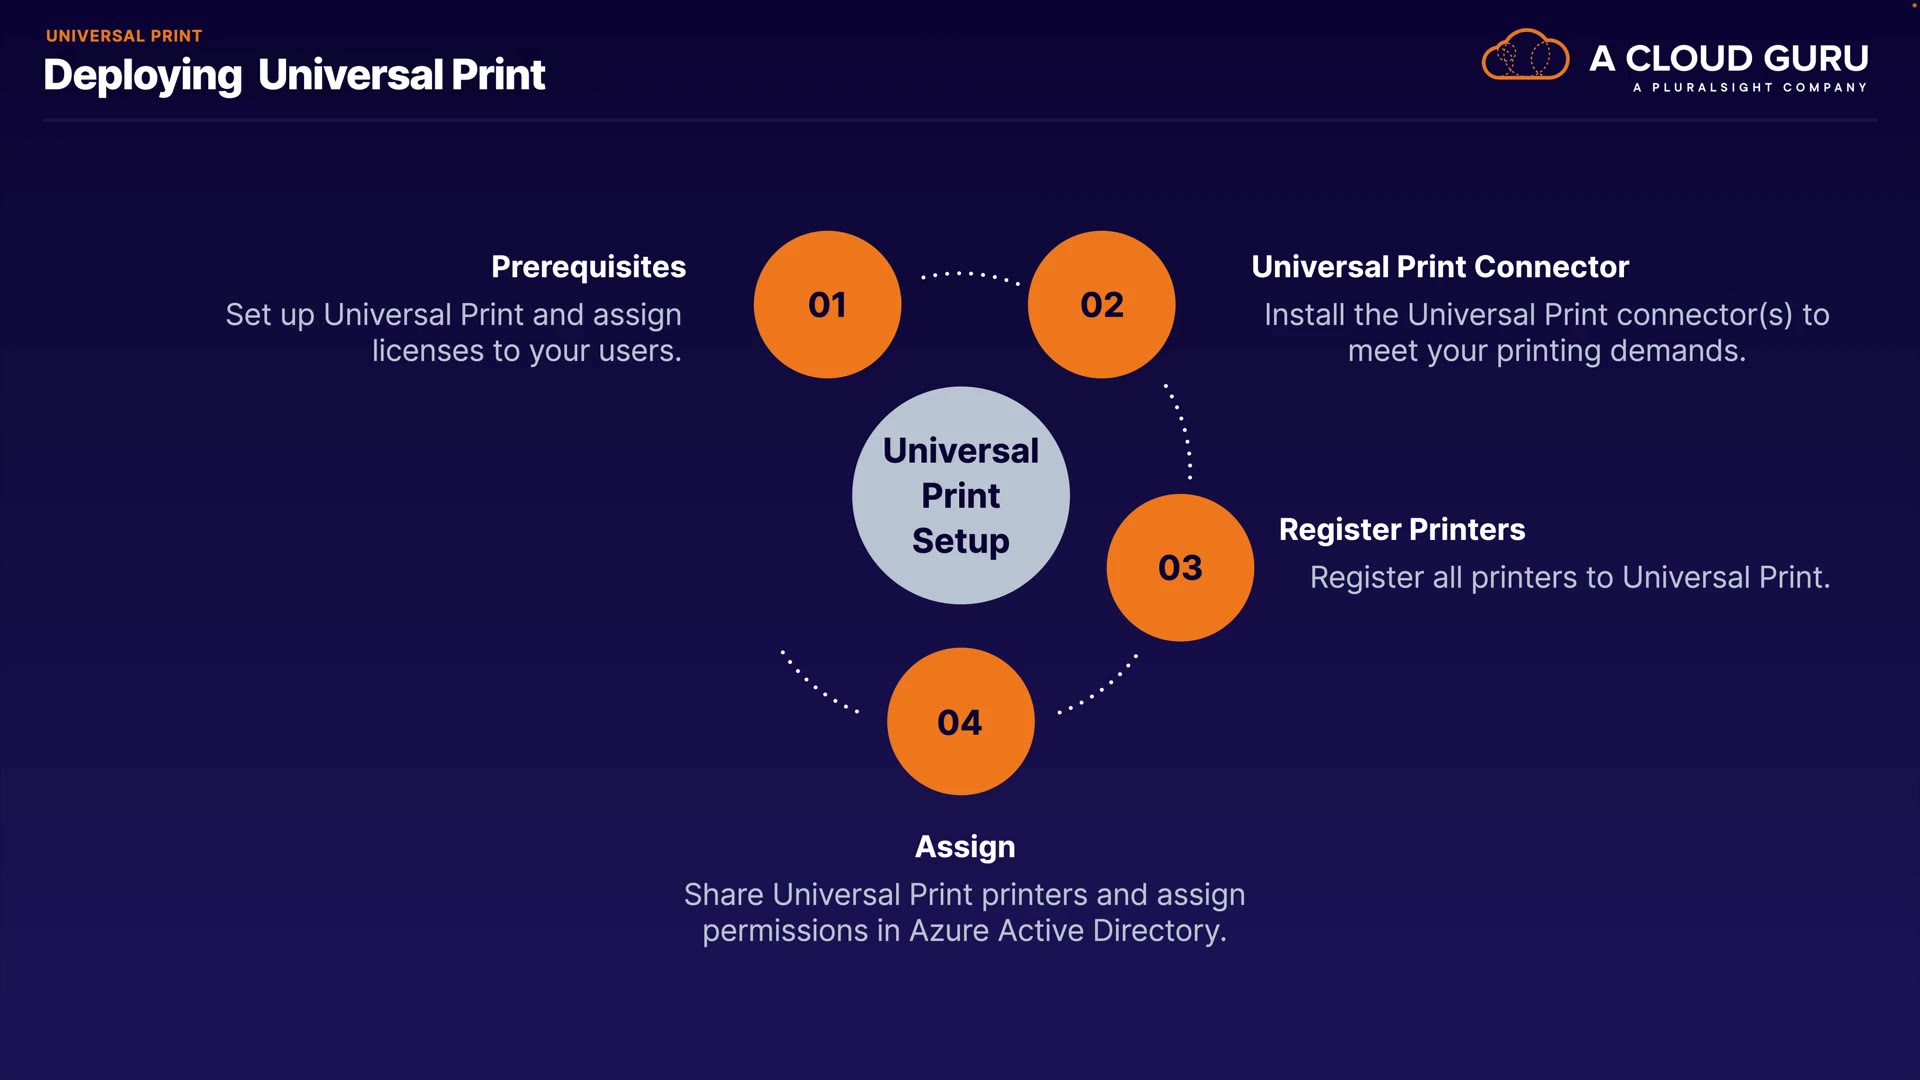 UNIVERSAL PRINT
Deploying Universal Print
A CLOUD GURU
A PLURALSIGHT COMPANY
Prerequisites
Set up Universal Print and assign
licenses to your users.
01
02
Universal Print Connector
Install the Universal Print connector(s) to
meet your printing demands.
Universal
Print
Setup
03
Register Printers
Register all printers to Universal Print.
04
Assign
Share Universal Print printers and assign
permissions in Azure Active Directory.